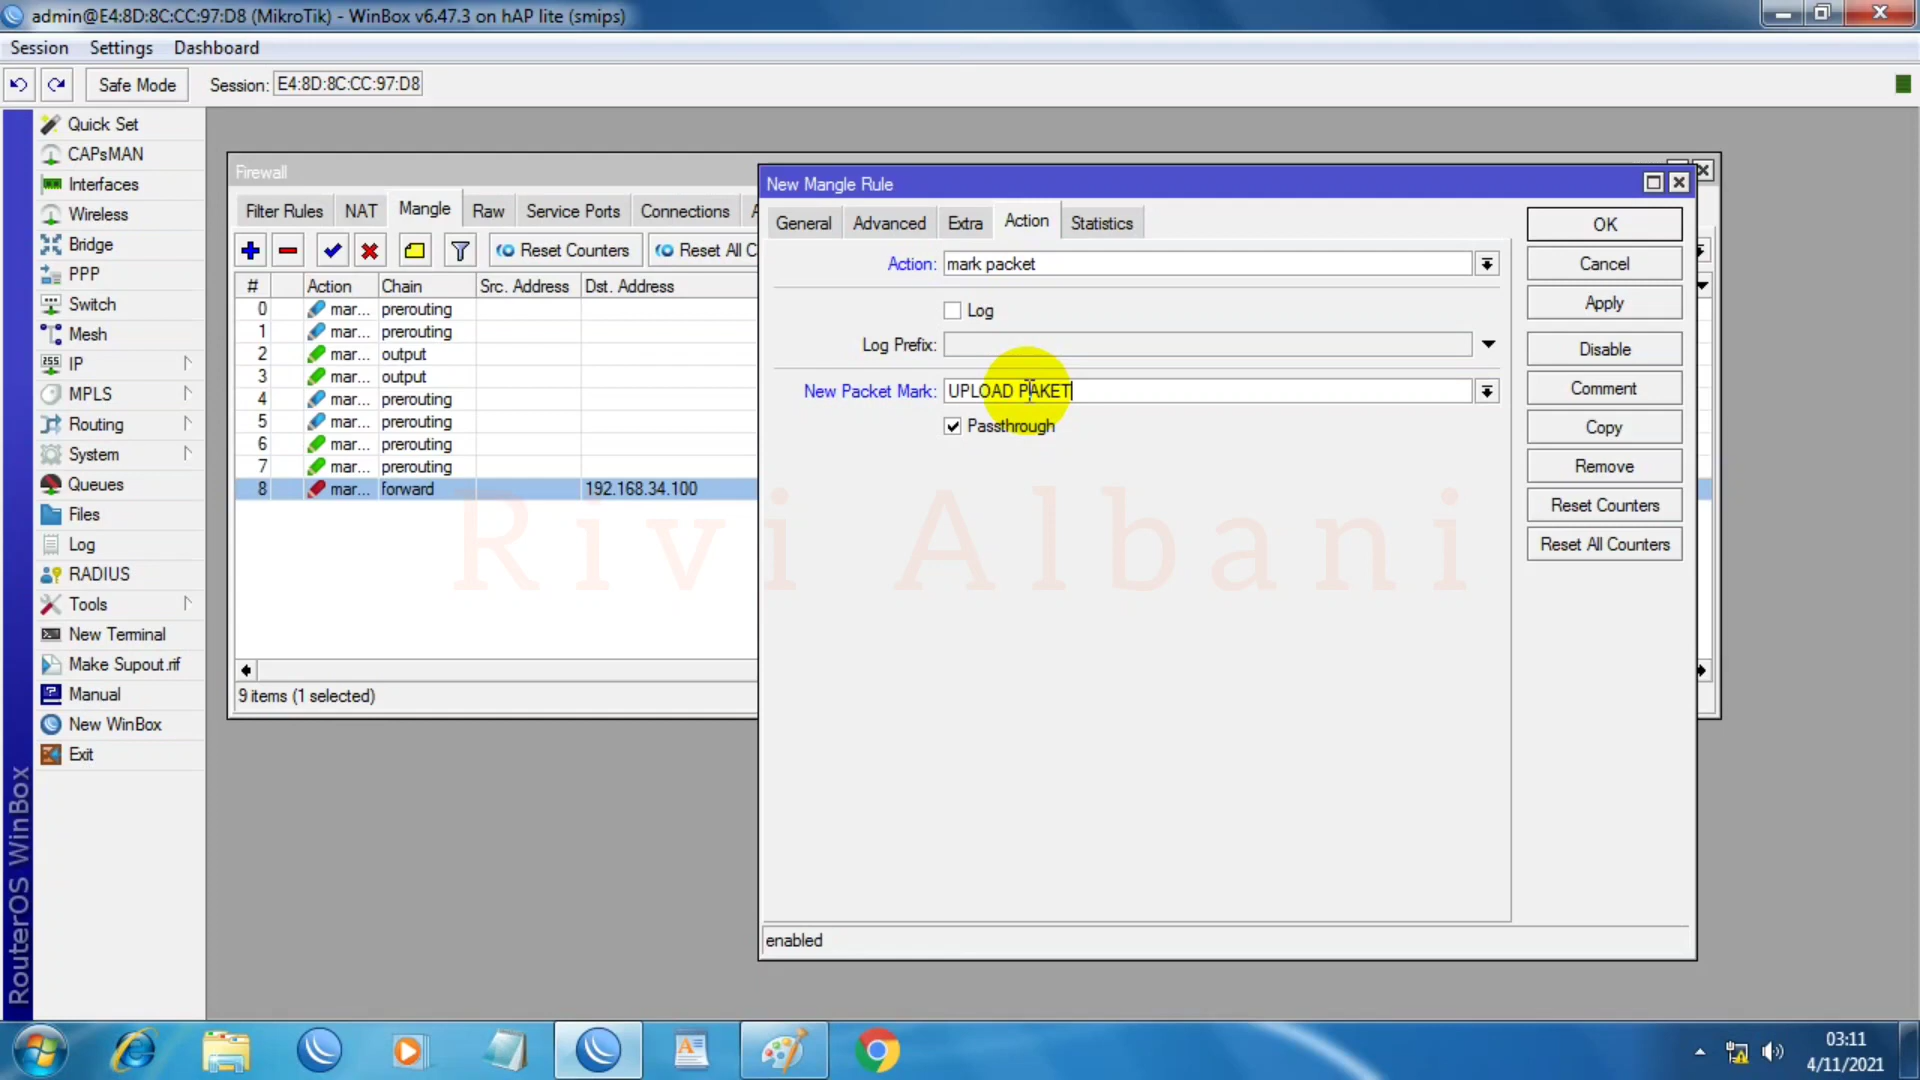 admin@E4:8D:8C:CC:97:D8 (MikroTik) - WinBox v6.47.3 on hAP lite (smips)
Session Settings Dashboard
Safe Mode Session: E4:8D:8C:CC:97:D8
Quick Set
CAPsMAN
Interfaces
Wireless
Bridge
PPP
Switch
Mesh
IP
MPLS
Routing
System
Queues
Files
Log
RADIUS
Tools
New Terminal
Make Supout.rif
Manual
New WinBox
Exit
RouterOS WinBox
Firewall
Filter Rules NAT Mangle Raw Service Ports Connections
Reset Counters Reset All C
# Action Chain Src. Address Dst. Address
0 mar... prerouting
1 mar... prerouting
2 mar... output
3 mar... output
4 mar... prerouting
5 mar... prerouting
6 mar... prerouting
7 mar... prerouting
8 mar... forward 192.168.34.100
9 items (1 selected)
New Mangle Rule
General Advanced Extra Action Statistics
Action: mark packet
Log
Log Prefix:
New Packet Mark: UPLOAD PAKET
Passthrough
enabled
OK
Cancel
Apply
Disable
Comment
Copy
Remove
Reset Counters
Reset All Counters
Rivi Albani
03:11
4/11/2021